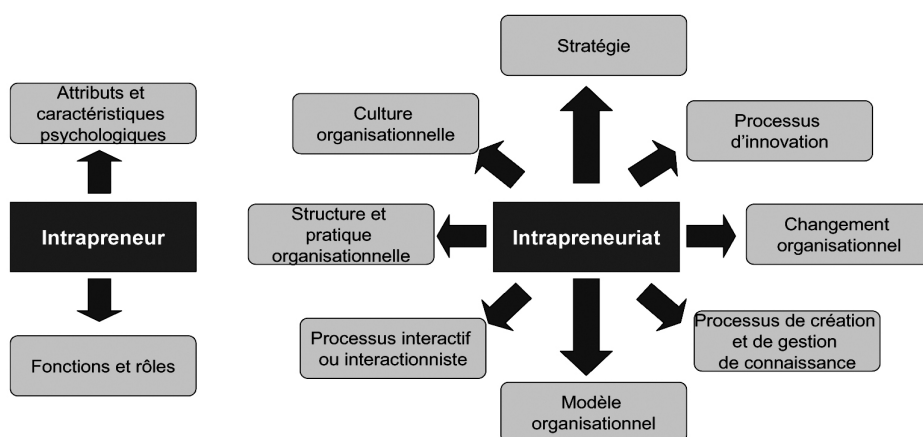 Attributs et
caractéristiques
psychologiques
Intrapreneur
Fonctions et rôles
Stratégie
Culture
organisationnelle
Processus
d'innovation
Structure et
pratique
organisationnelle
Intrapreneuriat
Changement
organisationnel
Processus interactif
ou interactionniste
Processus de création
et de gestion
de connaissance
Modèle
organisationnel